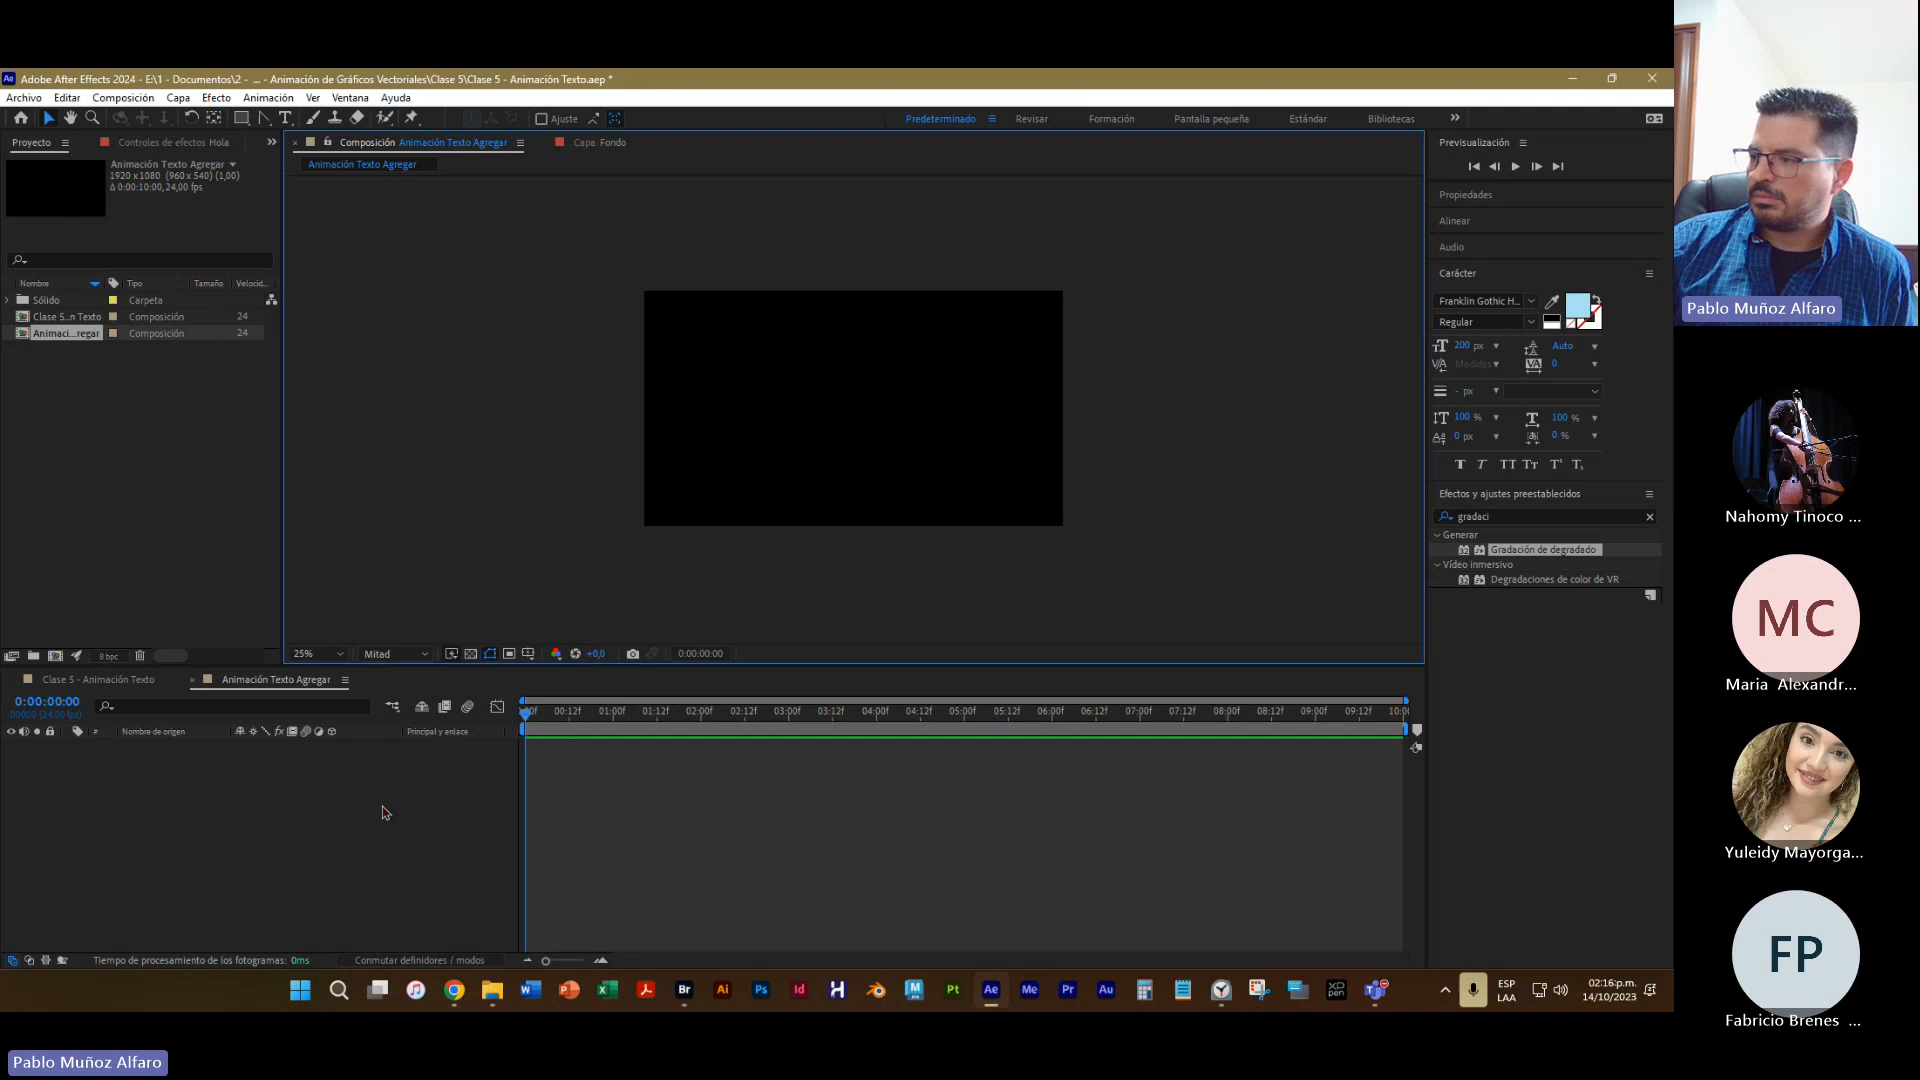 Adobe After Effects 2024 - E:\1 - Documentos\2 - ... - Animación de Gráficos Vectoriales\Clase 5\Clase 5 - Animación Texto.aep *
Archivo Editar Composición Capa Efecto Animación Ver Ventana Ayuda
Ajuste
Predeterminado Revisar Formación Pantalla pequeña Estándar Bibliotecas
Proyecto Controles de efectos Hola
Animación Texto Agregar
1920 x 1080 (960 x 540) (1,00)
Δ 0:00:10:00, 24,00 fps
Nombre Tipo Tamaño Velocid...
Sólido Carpeta
Clase 5...n Texto Composición 24
Animaci...regar Composición 24
8 bpc
Composición Animación Texto Agregar
Capa Fondo
Animación Texto Agregar
25% Mitad +0,0 0:00:00:00
Previsualización
Propiedades
Alinear
Audio
Carácter
Franklin Gothic H...
Regular
200 px Auto
Medidas 0
- px
100 % 100 %
0 px 0 %
Efectos y ajustes preestablecidos
gradaci
Generar
Gradación de degradado
Vídeo inmersivo
Degradaciones de color de VR
Clase 5 - Animación Texto
Animación Texto Agregar
0:00:00:00
00000 (24.00 fps)
# Nombre de origen Principal y enlace
00:12f 01:00f 01:12f 02:00f 02:12f 03:00f 03:12f 04:00f 04:12f 05:00f 05:12f 06:00f 06:12f 07:00f 07:12f 08:00f 08:12f 09:00f 09:12f 10:0
Tiempo de procesamiento de los fotogramas: 0ms
Conmutar definidores / modos
ESP
LAA
02:16 p.m.
14/10/2023
Pablo Muñoz Alfaro
Nahomy Tinoco ...
MC
Maria Alexandr...
Yuleidy Mayorga...
FP
Fabricio Brenes ...
Pablo Muñoz Alfaro